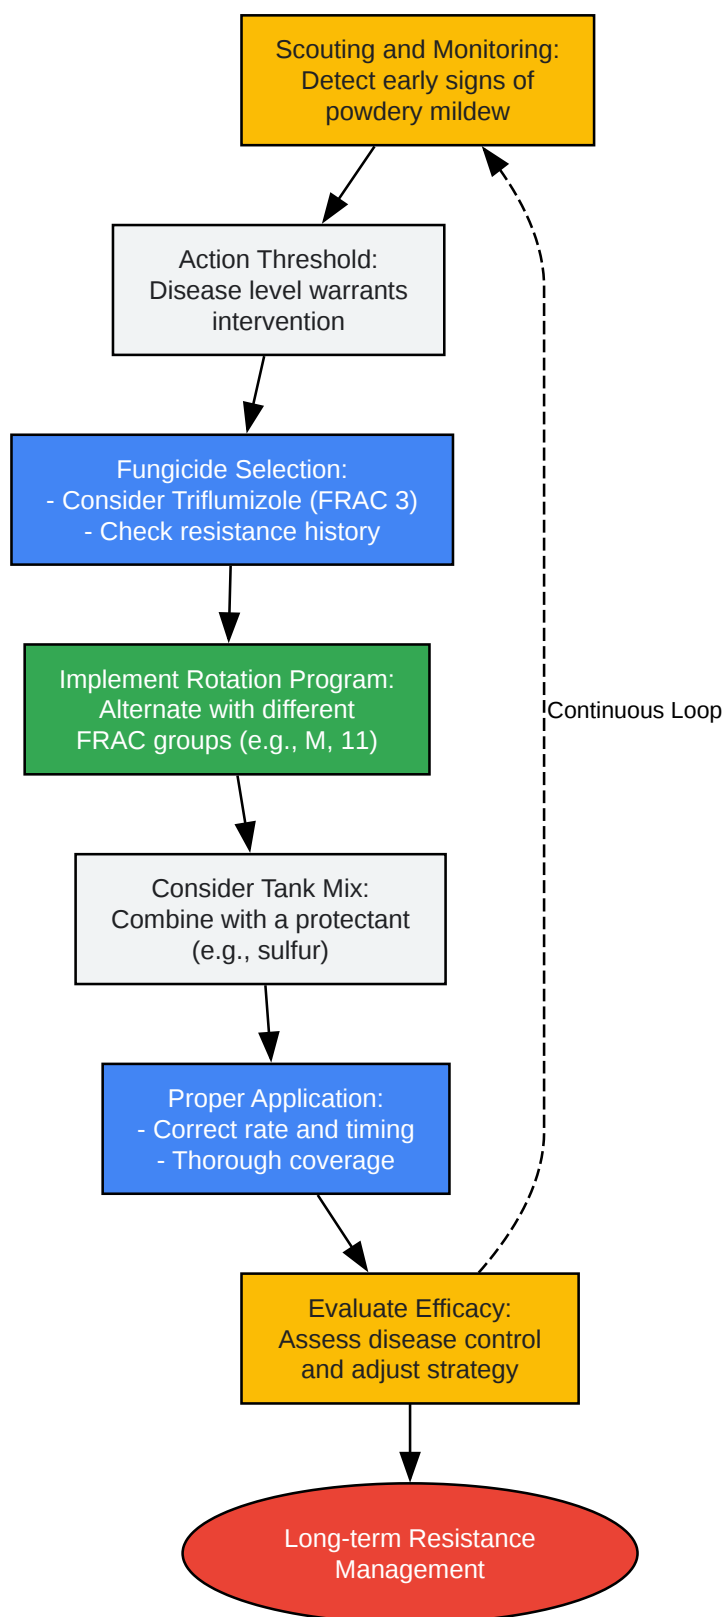 Scouting and Monitoring:
Detect early signs of
powdery mildew
Action Threshold:
Disease level warrants
intervention
Fungicide Selection:
- Consider Triflumizole (FRAC 3)
- Check resistance history
Implement Rotation Program:
Alternate with different
FRAC groups (e.g., M, 11)
Continuous Loop
Consider Tank Mix:
Combine with a protectant
(e.g., sulfur)
Proper Application:
- Correct rate and timing
- Thorough coverage
Evaluate Efficacy:
Assess disease control
and adjust strategy
Long-term Resistance
Management